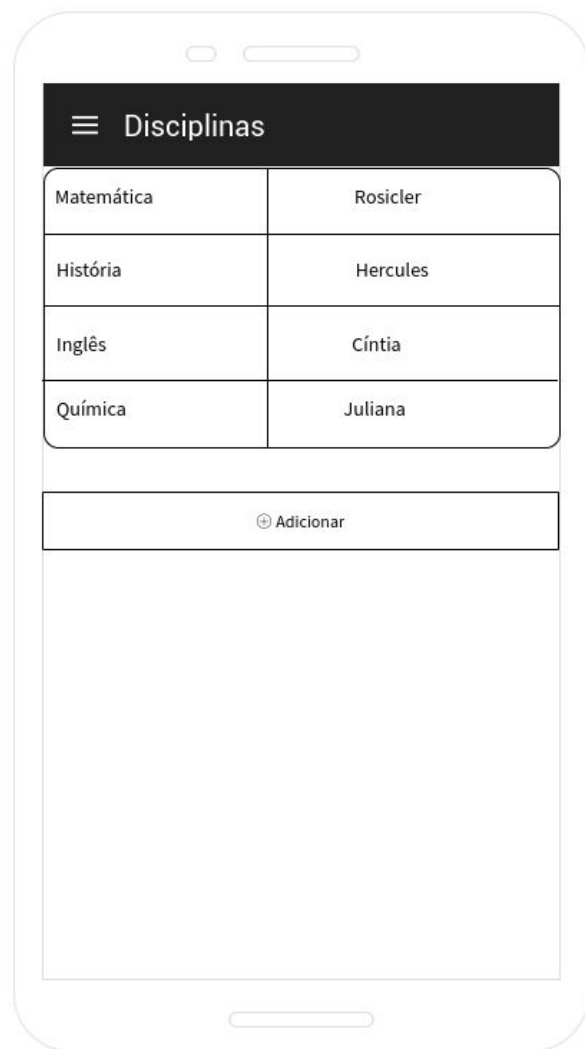 Disciplinas
Matemática Rosicler
História Hercules
Inglês Cíntia
Química Juliana
Adicionar